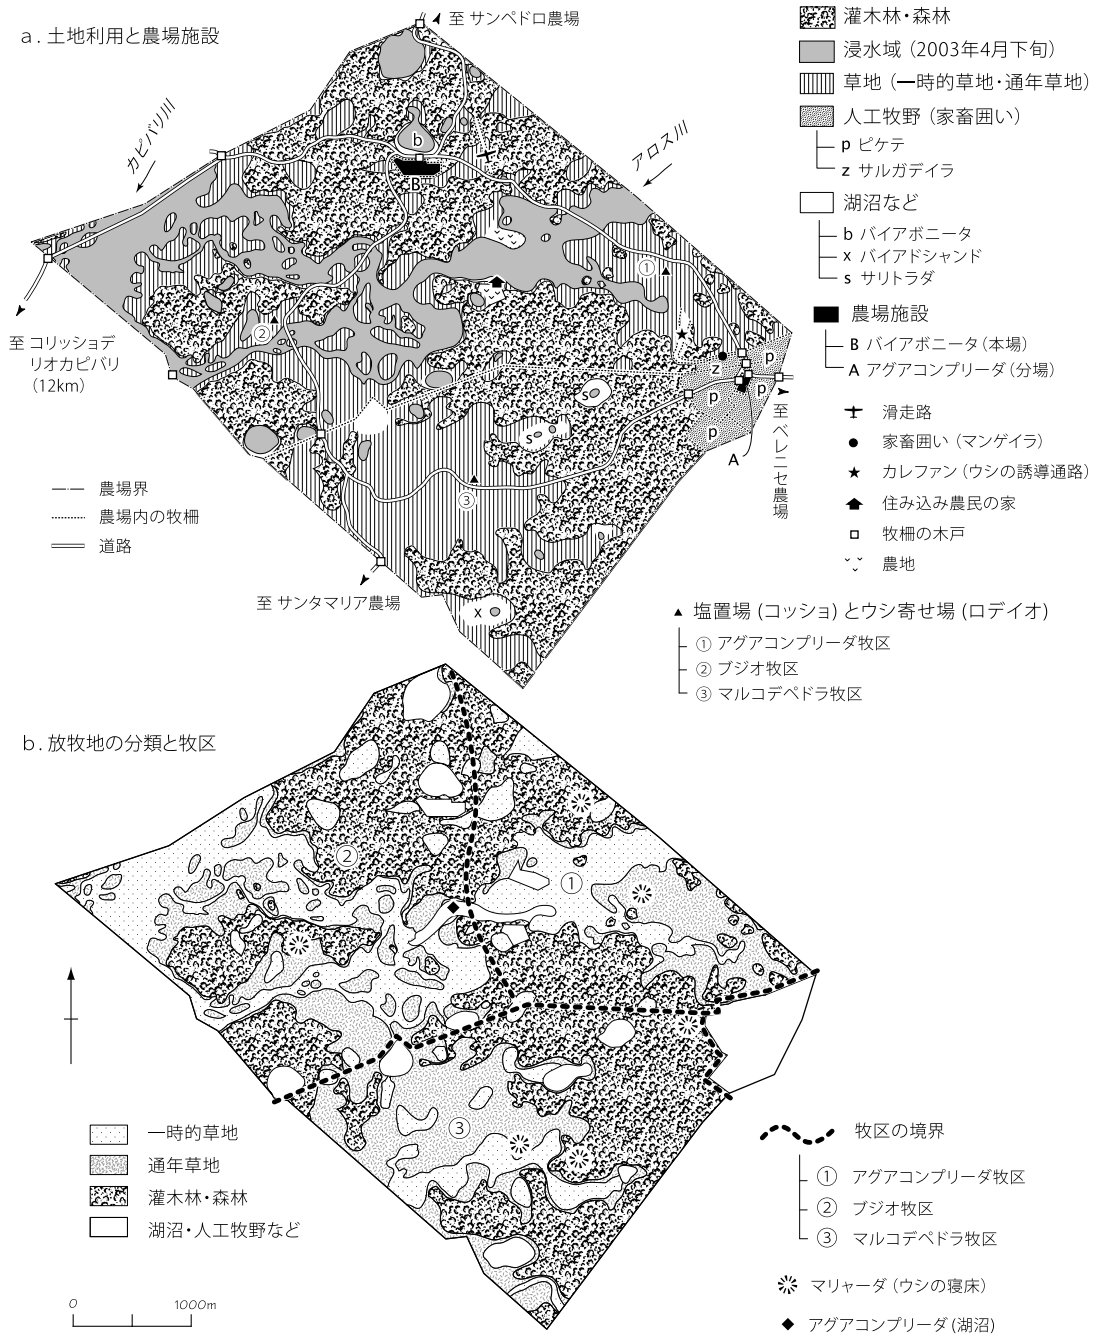 a．土地利用と農場施設
至 サンペドロ農場
カピバリ川
アロス川
b
B
①
②
③
z
p
p
p
p
s
s
x
A
至 コリッショデ
リオカピバリ
（12km）
至 ベレニセ農場
至 サンタマリア農場
農場界
農場内の牧柵
道路
灌木林・森林
浸水域（2003年4月下旬）
草地（一時的草地・通年草地）
人工牧野（家畜囲い）
p ピケテ
z サルガデイラ
湖沼など
b バイアボニータ
x バイアドシャンド
s サリトラダ
農場施設
B バイアボニータ（本場）
A アグアコンプリーダ（分場）
滑走路
家畜囲い（マンゲイラ）
カレファン（ウシの誘導通路）
住み込み農民の家
牧柵の木戸
農地
塩置場（コッショ）とウシ寄せ場（ロデイオ）
① アグアコンプリーダ牧区
② ブジオ牧区
③ マルコデペドラ牧区
b．放牧地の分類と牧区
②
①
③
一時的草地
通年草地
灌木林・森林
湖沼・人工牧野など
0 1000m
牧区の境界
① アグアコンプリーダ牧区
② ブジオ牧区
③ マルコデペドラ牧区
マリャーダ（ウシの寝床）
アグアコンプリーダ（湖沼）